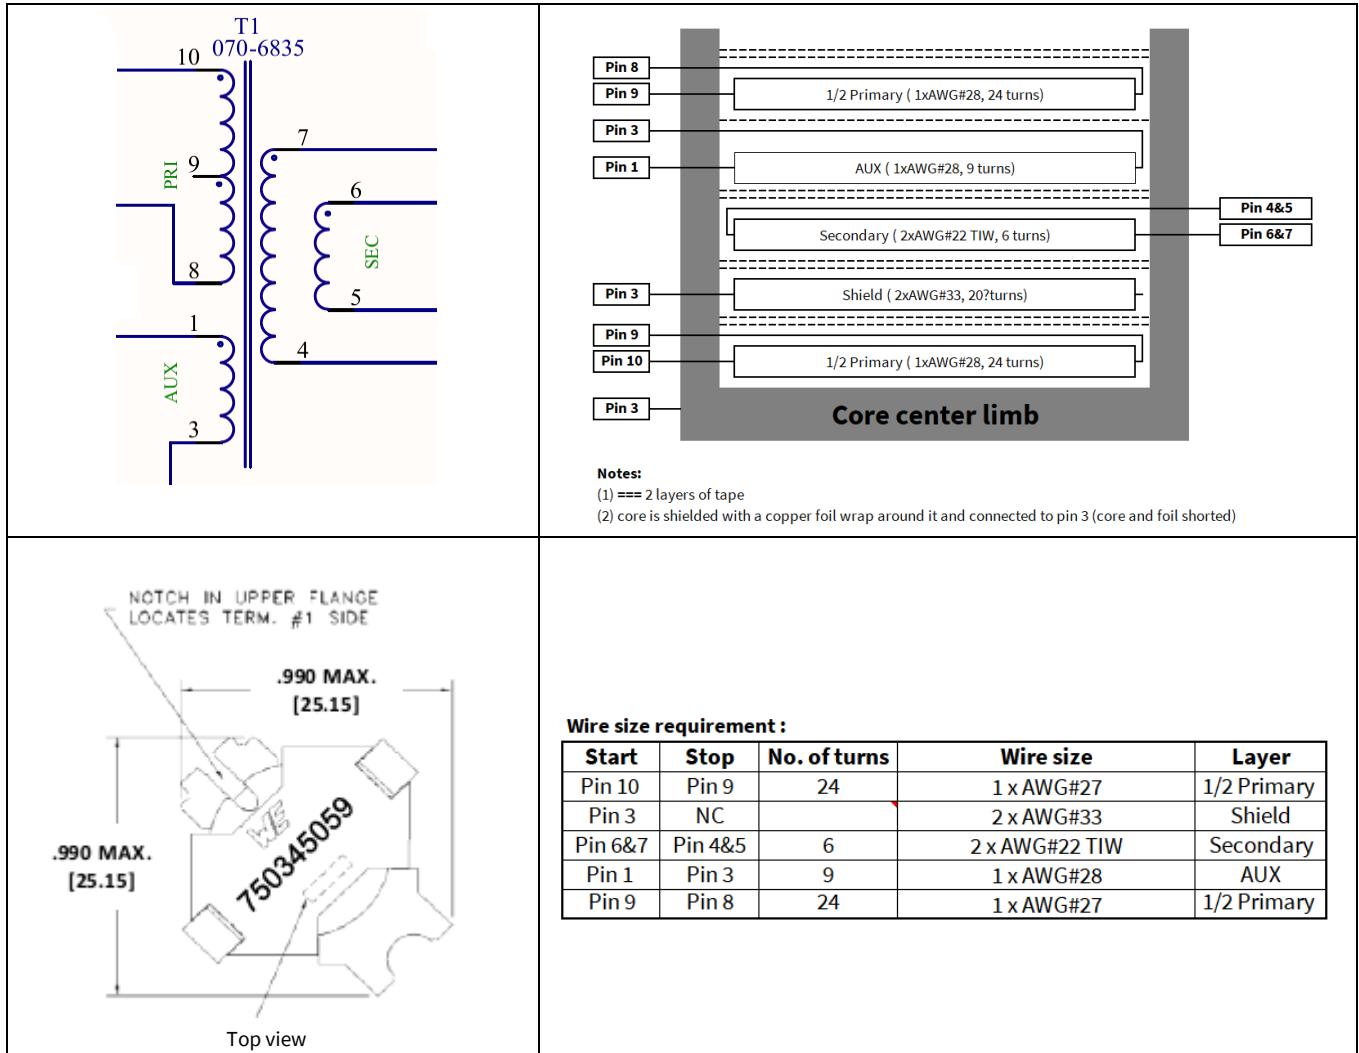 T1
070-6835
10
9
8
PRI
1
3
AUX
7
6
5
4
SEC
Pin 8
Pin 9
1/2 Primary ( 1xAWG#28, 24 turns)
Pin 3
Pin 1
AUX ( 1xAWG#28, 9 turns)
Pin 4&5
Pin 6&7
Secondary ( 2xAWG#22 TIW, 6 turns)
Pin 3
Shield ( 2xAWG#33, 20?turns)
Pin 9
Pin 10
1/2 Primary ( 1xAWG#28, 24 turns)
Pin 3
Core center limb
Notes:
(1) === 2 layers of tape
(2) core is shielded with a copper foil wrap around it and connected to pin 3 (core and foil shorted)
NOTCH IN UPPER FLANGE
LOCATES TERM. #1 SIDE
.990 MAX.
[25.15]
.990 MAX.
[25.15]
WE
750345059
Top view
Wire size requirement :
Start Stop No. of turns Wire size Layer
Pin 10 Pin 9 24 1 x AWG#27 1/2 Primary
Pin 3 NC 2 x AWG#33 Shield
Pin 6&7 Pin 4&5 6 2 x AWG#22 TIW Secondary
Pin 1 Pin 3 9 1 x AWG#28 AUX
Pin 9 Pin 8 24 1 x AWG#27 1/2 Primary